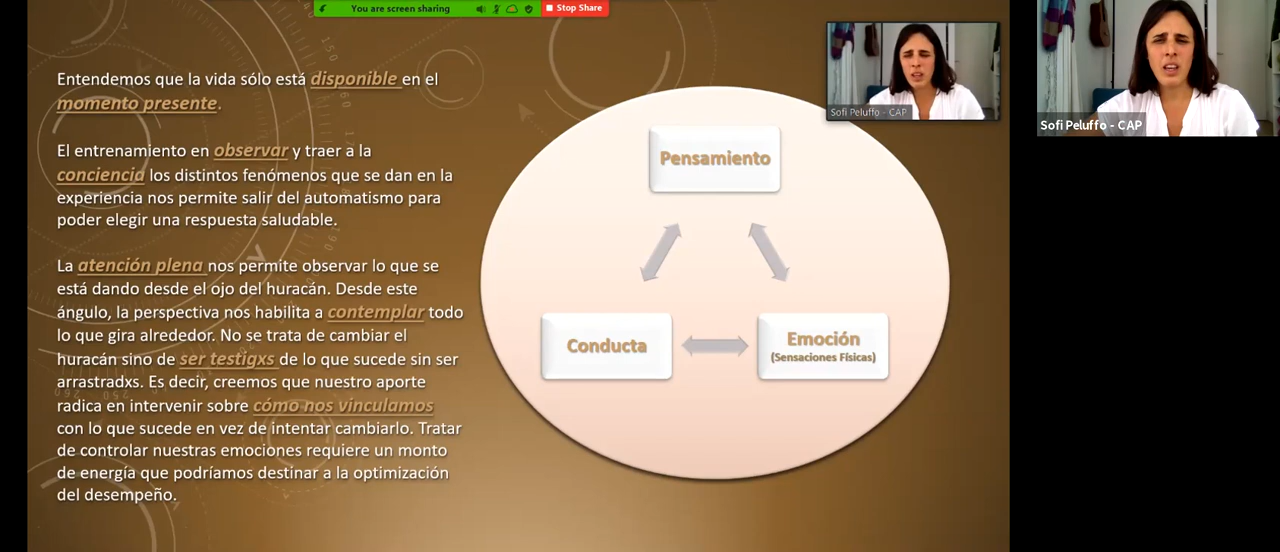 You are screen sharing
Stop Share
Entendemos que la vida sólo está disponible en el
momento presente.
El entrenamiento en observar y traer a la
conciencia los distintos fenómenos que se dan en la
experiencia nos permite salir del automatismo para
poder elegir una respuesta saludable.
La atención plena nos permite observar lo que se
está dando desde el ojo del huracán. Desde este
ángulo, la perspectiva nos habilita a contemplar todo
lo que gira alrededor. No se trata de cambiar el
huracán sino de ser testigxs de lo que sucede sin ser
arrastradxs. Es decir, creemos que nuestro aporte
radica en intervenir sobre cómo nos vinculamos
con lo que sucede en vez de intentar cambiarlo. Tratar
de controlar nuestras emociones requiere un monto
de energía que podríamos destinar a la optimización
del desempeño.
Pensamiento
Conducta
Emoción
(Sensaciones Físicas)
Sofi Peluffo - CAP
Sofi Peluffo - CAP